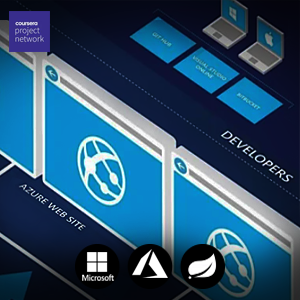 coursera
project
network
GIT HUB
VISUAL STUDIO
ONLINE
BITBUCKET
DEVELOPERS
AZURE WEB SITE
Microsoft